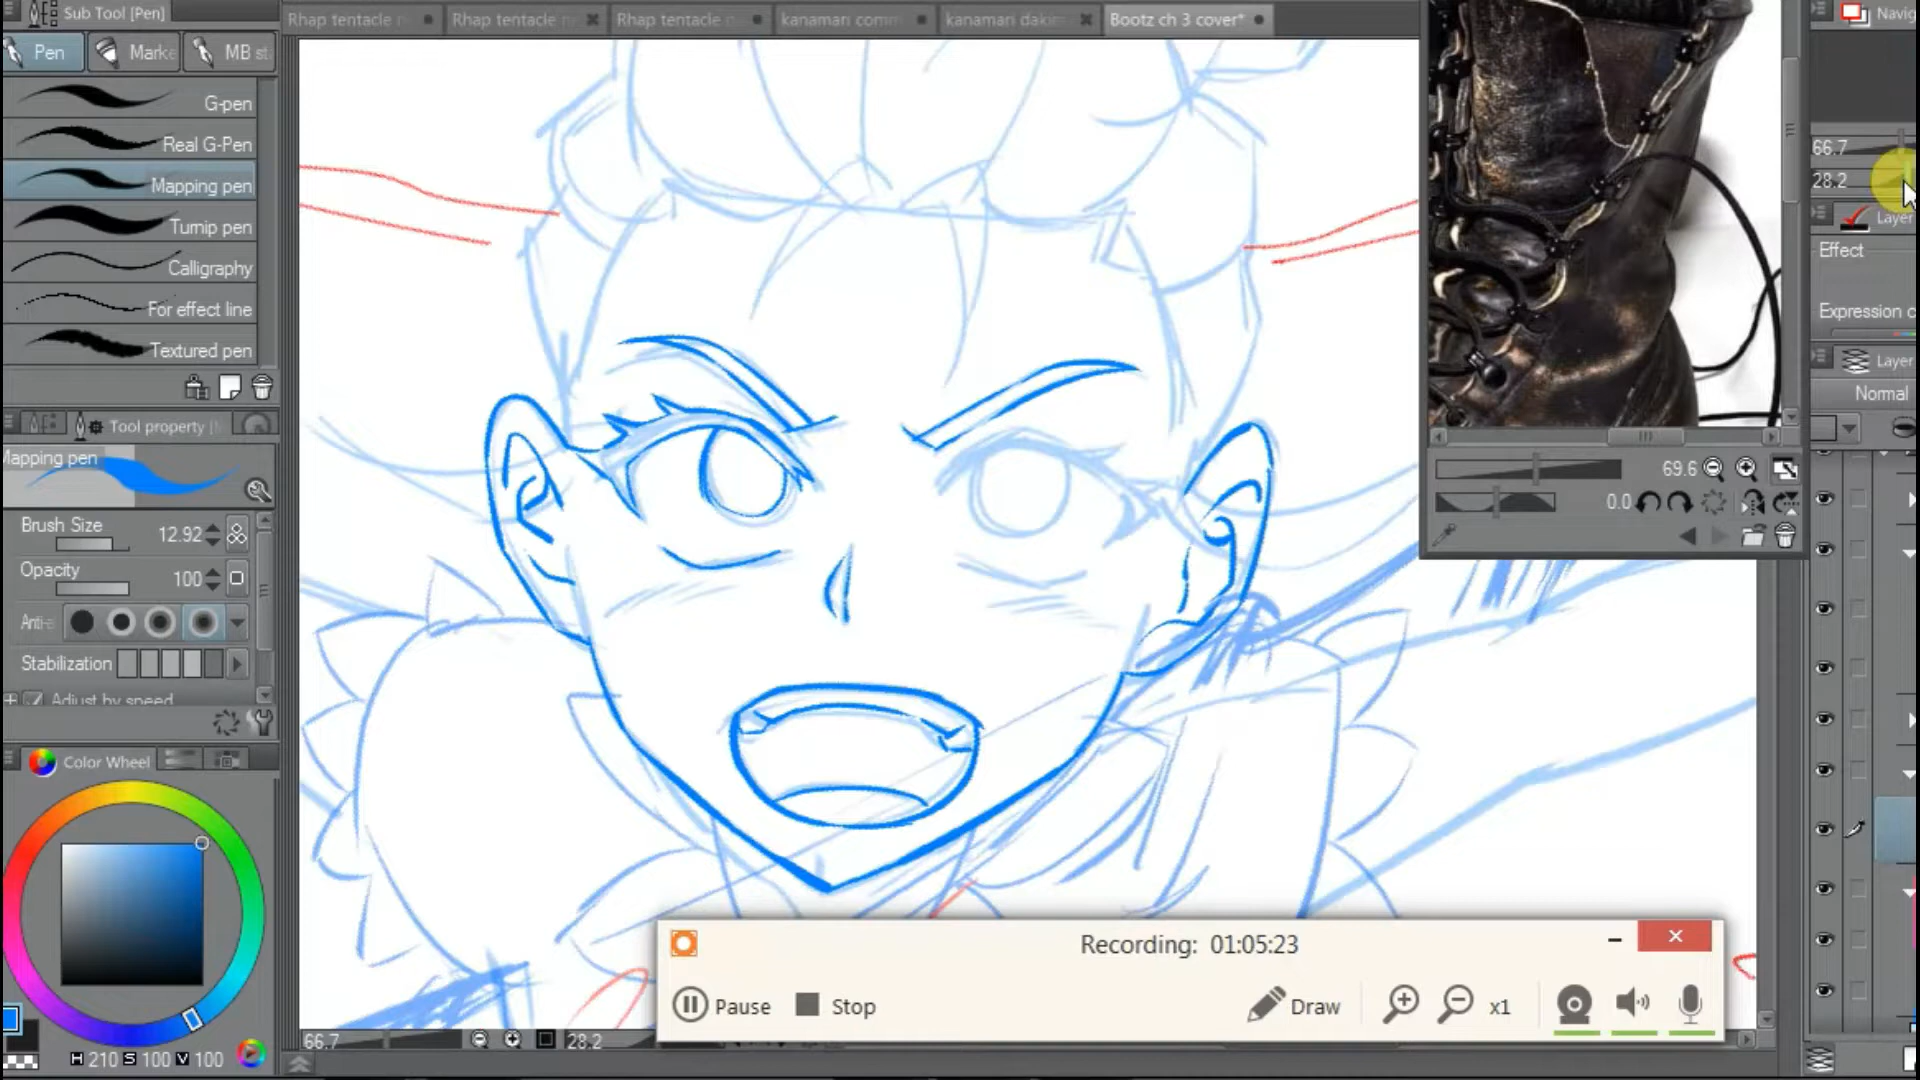 Sub Tool [Pen]
Rhap tentacle
Rhap tentacle
Rhap tentacle
kanamari comm
kanamari dakim
Bootz ch 3 cover*
Navig
Pen
Marke
MB st
G-pen
Real G-Pen
Mapping pen
Turnip pen
Calligraphy
For effect line
Textured pen
Tool property [
Mapping pen
Brush Size
12.92
Opacity
100
Anti-a
Stabilization
Adjust by speed
Color Wheel
H 210 S 100 V 100
66.7
28.2
Layer
Effect
Expression c
Layer
Normal
69.6
0.0
Recording: 01:05:23
Pause
Stop
Draw
x1
66.7
28.2